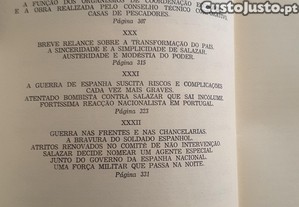 Custojusto.pt
A FUNÇÃO DOS ORGANISMOS DE COORDENAÇÃO
E A OBRA REALIZADA PELO CONSELHO TÉCNICO CORPORATIVO
CASAS DOS PESCADORES.
Página 307
XXX
BREVE RELANCE SOBRE A TRANSFORMAÇÃO DO PAÍS.
A SINCERIDADE E A SIMPLICIDADE DE SALAZAR.
AUSTERIDADE E MODÉSTIA DO PODER.
Página 315
XXXI
A GUERRA DE ESPANHA SUSCITA RISCOS E COMPLICAÇÕES
CADA VEZ MAIS GRAVES.
ATENTADO BOMBISTA CONTRA SALAZAR QUE SAI INCÓLUME.
FORTÍSSIMA REACÇÃO NACIONALISTA EM PORTUGAL.
Página 323
XXXII
GUERRA NAS FRENTES E NAS CHANCELARIAS.
A BRAVURA DO SOLDADO ESPANHOL.
ATRITOS RENOVADOS NO COMITÉ DE NÃO INTERVENÇÃO.
SALAZAR DECIDE NOMEAR UM AGENTE ESPECIAL
JUNTO DO GOVERNO DA ESPANHA NACIONAL.
UMA FORÇA MILITAR QUE PASSA NA NOITE.
Página 331